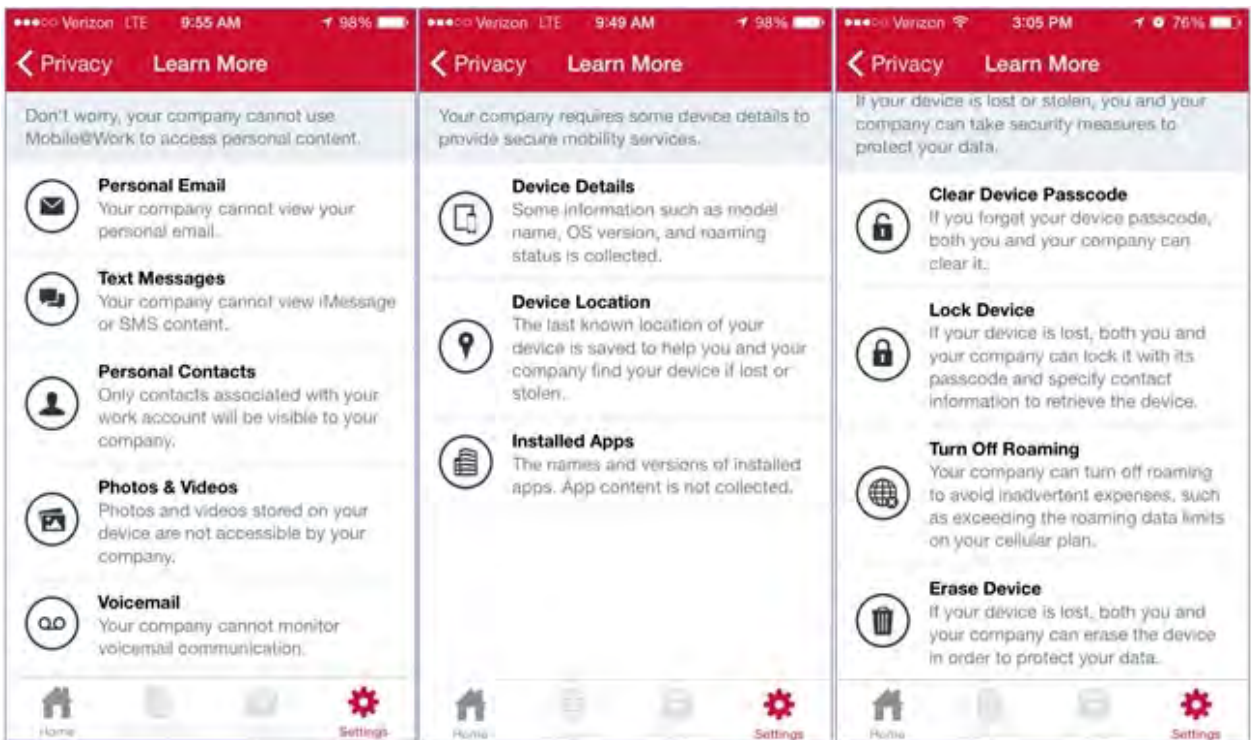 Verizon LTE 9:55 AM 98%
Privacy Learn More
Don't worry, your company cannot use
Mobile@Work to access personal content.
Personal Email
Your company cannot view your
personal email.
Text Messages
Your company cannot view iMessage
or SMS content.
Personal Contacts
Only contacts associated with your
work account will be visible to your
company.
Photos & Videos
Photos and videos stored on your
device are not accessible by your
company.
Voicemail
Your company cannot monitor
voicemail communication.
Home
Settings
Verizon LTE 9:49 AM 98%
Privacy Learn More
Your company requires some device details to
provide secure mobility services.
Device Details
Some information such as model
name, OS version, and roaming
status is collected.
Device Location
The last known location of your
device is saved to help you and your
company find your device if lost or
stolen.
Installed Apps
The names and versions of installed
apps. App content is not collected.
Home
Settings
Verizon 3:05 PM 76%
Privacy Learn More
If your device is lost or stolen, you and your
company can take security measures to
protect your data.
Clear Device Passcode
If you forget your device passcode,
both you and your company can
clear it.
Lock Device
If your device is lost, both you and
your company can lock it with its
passcode and specify contact
information to retrieve the device.
Turn Off Roaming
Your company can turn off roaming
to avoid inadvertent expenses, such
as exceeding the roaming data limits
on your cellular plan.
Erase Device
If your device is lost, both you and
your company can erase the device
in order to protect your data.
Home
Settings